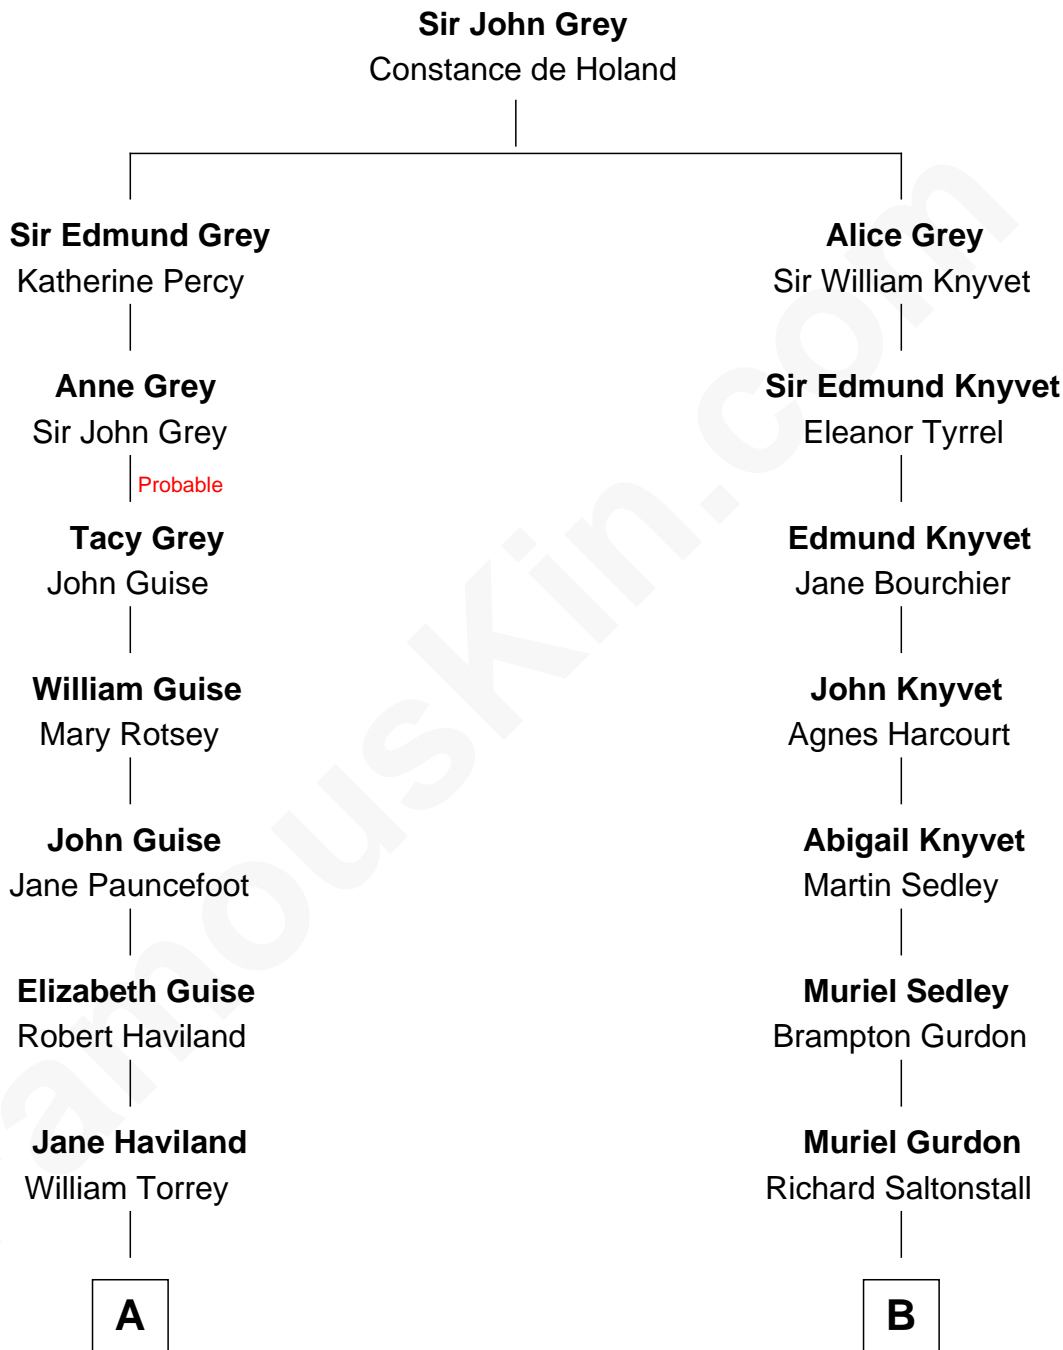 Sir John Grey
Constance de Holand
Sir Edmund Grey
Katherine Percy
Alice Grey
Sir William Knyvet
Anne Grey
Sir John Grey
Sir Edmund Knyvet
Eleanor Tyrrel
Probable
Tacy Grey
John Guise
Edmund Knyvet
Jane Bourchier
William Guise
Mary Rotsey
John Knyvet
Agnes Harcourt
John Guise
Jane Pauncefoot
Abigail Knyvet
Martin Sedley
Elizabeth Guise
Robert Haviland
Muriel Sedley
Brampton Gurdon
Jane Haviland
William Torrey
Muriel Gurdon
Richard Saltonstall
A
B
amousKin.com